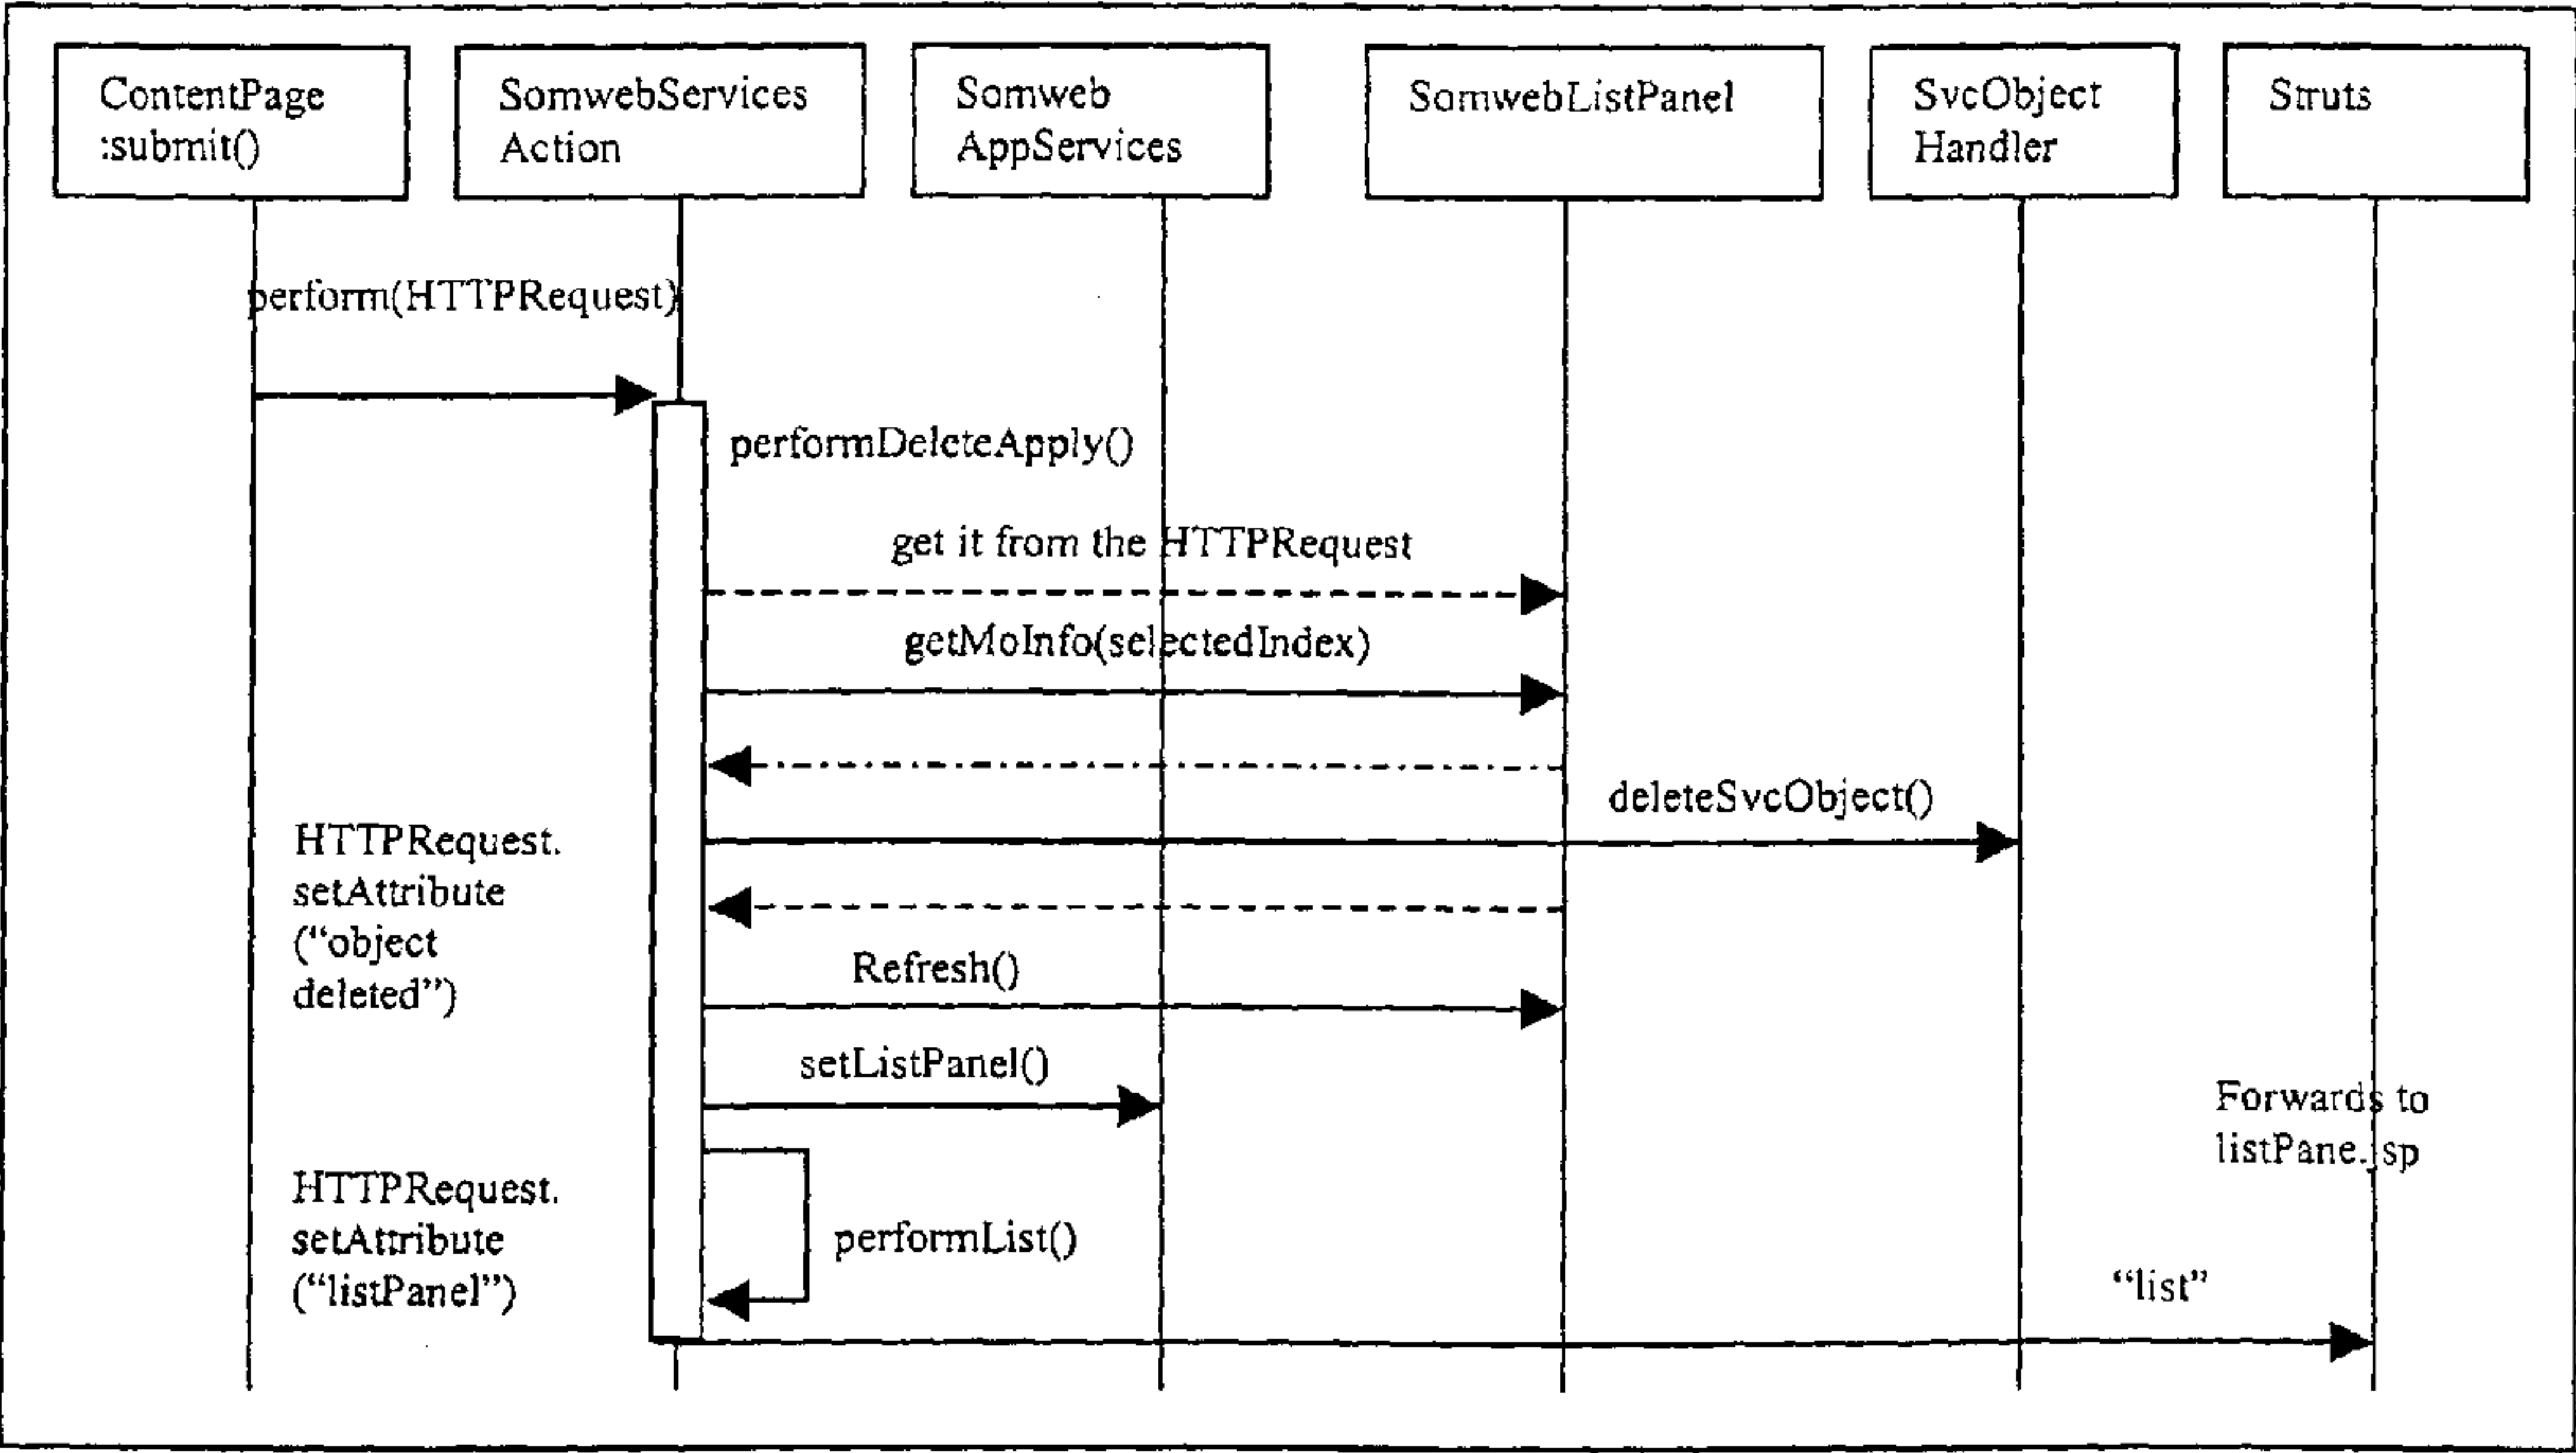 ContentPage
:submit()
SomwebServices
Action
Somweb
AppServices
SomwebListPanel
SvcObject
Handler
Struts
perform(HTTPRequest)
performDeleteApply()
get it from the HTTPRequest
getMoInfo(selectedIndex)
deleteSvcObject()
HTTPRequest.
setAttribute
(“object
deleted”)
Refresh()
setListPanel()
Forwards to
listPane.jsp
HTTPRequest.
setAttribute
(“listPanel”)
performList()
“list”